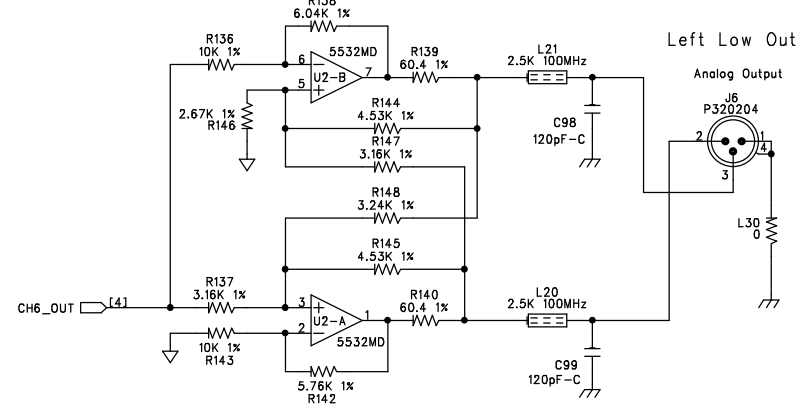 R138
6.04K 1%
R136
10K 1%
6
5532MD
U2-B
7
5
R139
60.4 1%
L21
2.5K 100MHz
Left Low Out
Analog Output
J6
P320204
2.67K 1%
R146
R144
4.53K 1%
R147
3.16K 1%
C98
120pF-C
2
1
4
3
R148
3.24K 1%
L30
0
R145
4.53K 1%
R137
3.16K 1%
R140
60.4 1%
L20
2.5K 100MHz
CH6_OUT
[4]
3
U2-A
1
2
5532MD
10K 1%
R143
5.76K 1%
R142
C99
120pF-C